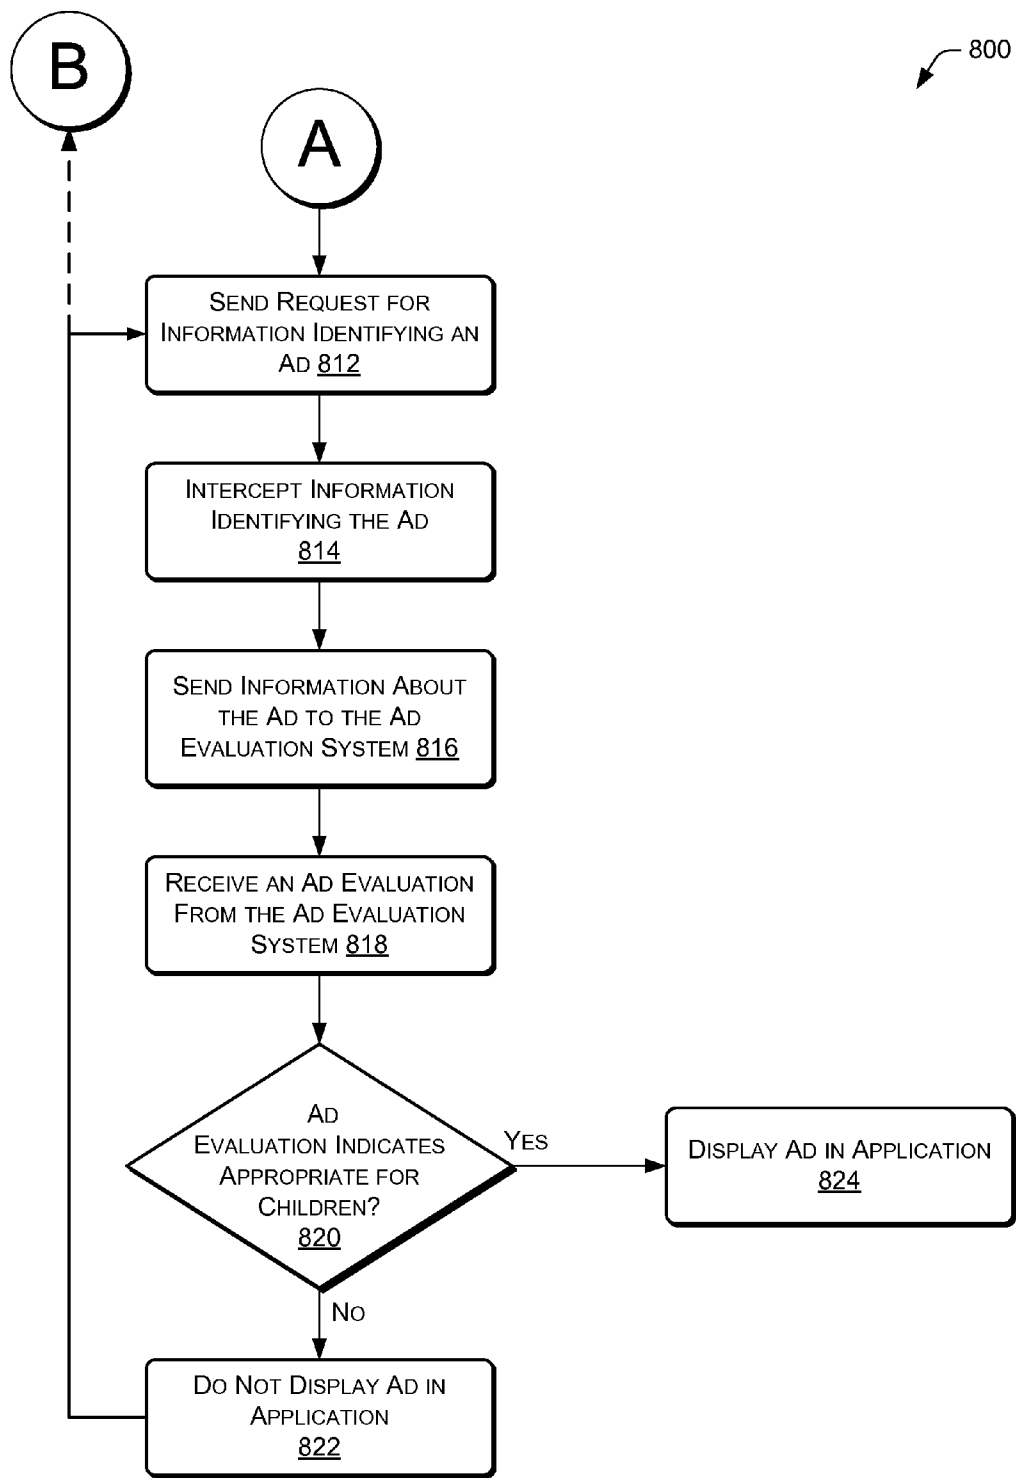 B
800
A
SEND REQUEST FOR
INFORMATION IDENTIFYING AN
AD 812
INTERCEPT INFORMATION
IDENTIFYING THE AD
814
SEND INFORMATION ABOUT
THE AD TO THE AD
EVALUATION SYSTEM 816
RECEIVE AN AD EVALUATION
FROM THE AD EVALUATION
SYSTEM 818
AD
EVALUATION INDICATES
APPROPRIATE FOR
CHILDREN?
820
YES
DISPLAY AD IN APPLICATION
824
NO
DO NOT DISPLAY AD IN
APPLICATION
822